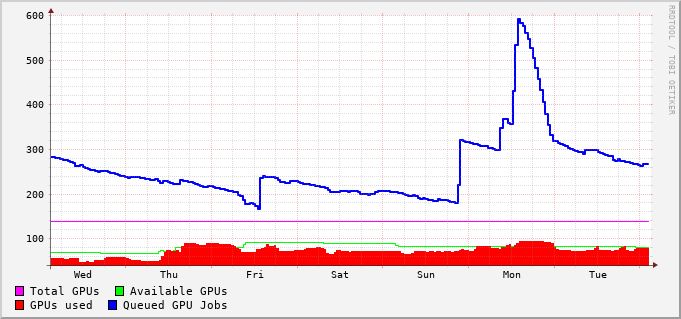 600
500
400
300
200
100
Wed Thu Fri Sat Sun Mon Tue
Total GPUs Available GPUs
GPUs used Queued GPU Jobs
RRDTOOL / TOBI OETIKER